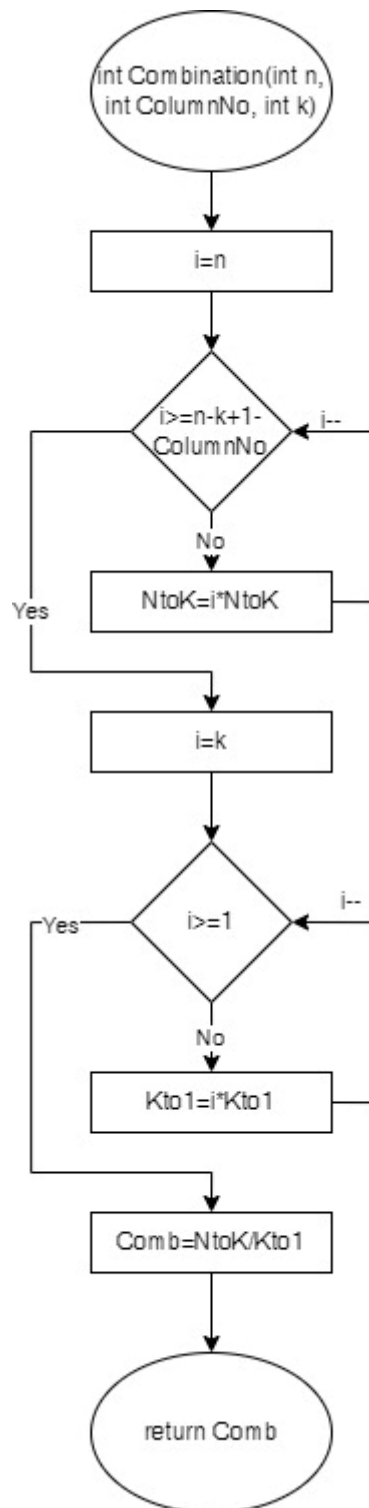 int Combination(int n,
int ColumnNo, int k)
i=n
i>=n-k+1-
ColumnNo
i--
No
NtoK=i*NtoK
Yes
i=k
i>=1
i--
Yes
No
Kto1=i*Kto1
Comb=NtoK/Kto1
return Comb